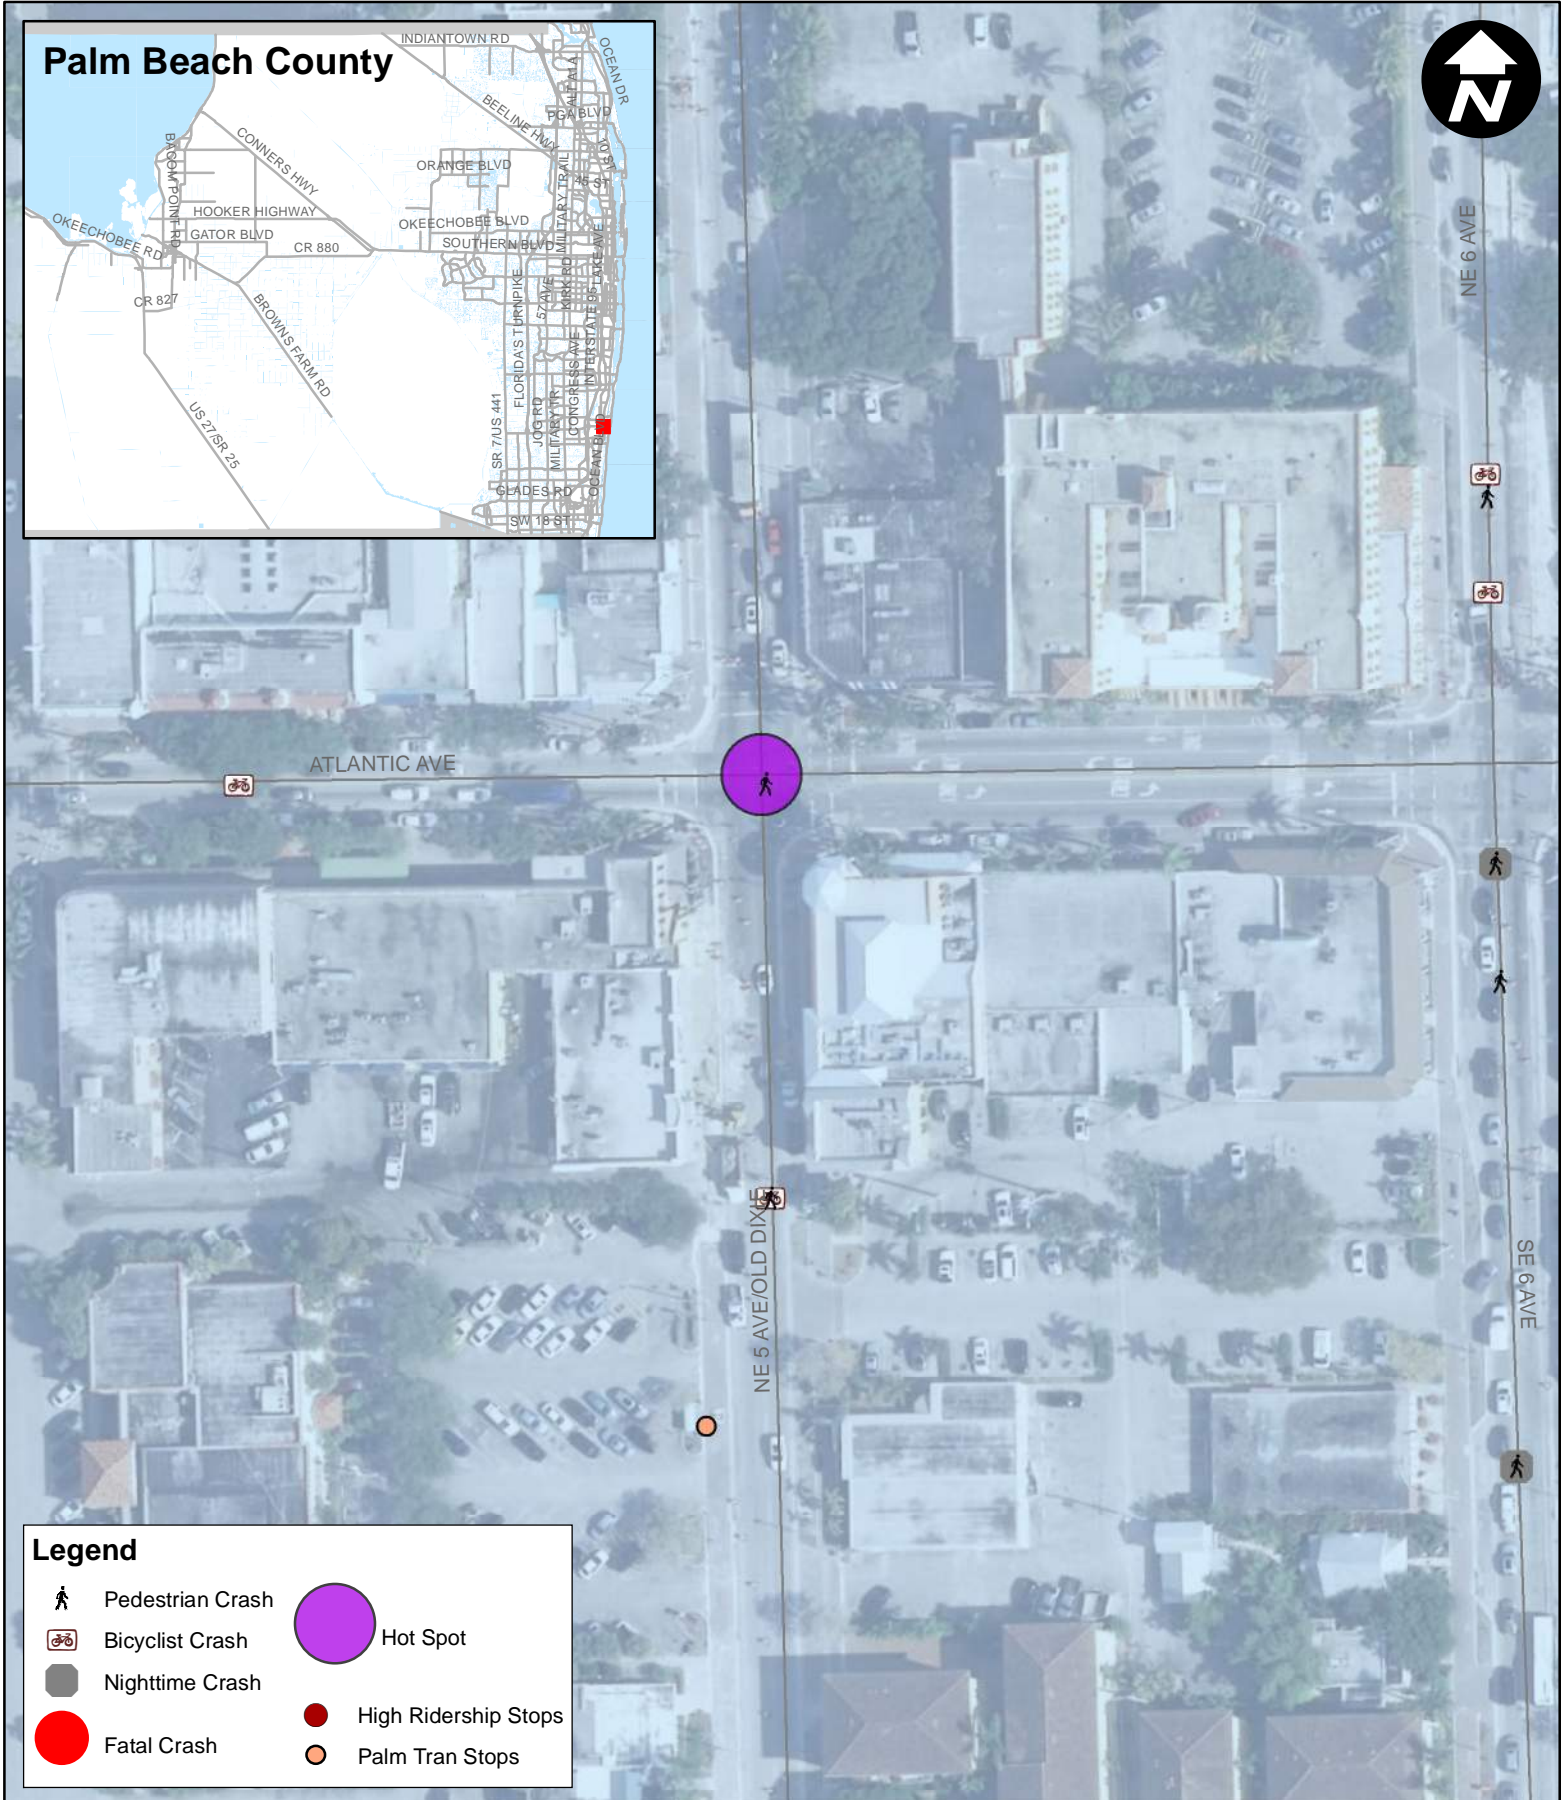 Palm Beach County
INDIANTOWN RD
OCEAN DR
ALT A1A
BEELINE HWY
PGA BLVD
BACOM POINT RD
CONNERS HWY
ORANGE BLVD
MILITARY TRAIL
10 ST
45 ST
HOOKER HIGHWAY
OKEECHOBEE BLVD
OKEECHOBEE RD
GATOR BLVD
CR 880
SOUTHERN BLVD
LAKE AVE
KIRK RD
57 AVE
CR 827
BROWNS FARM RD
FLORIDA'S TURNPIKE
INTERSTATE 95
CONGRESS AVE
US 27/SR 25
SR 7/US 441
JOG RD
MILITARY TR
OCEAN BLVD
GLADES RD
SW 18 ST
N
NE 6 AVE
ATLANTIC AVE
NE 5 AVE/OLD DIXIE
SE 6 AVE
Legend
Pedestrian Crash
Bicyclist Crash
Hot Spot
Nighttime Crash
High Ridership Stops
Fatal Crash
Palm Tran Stops